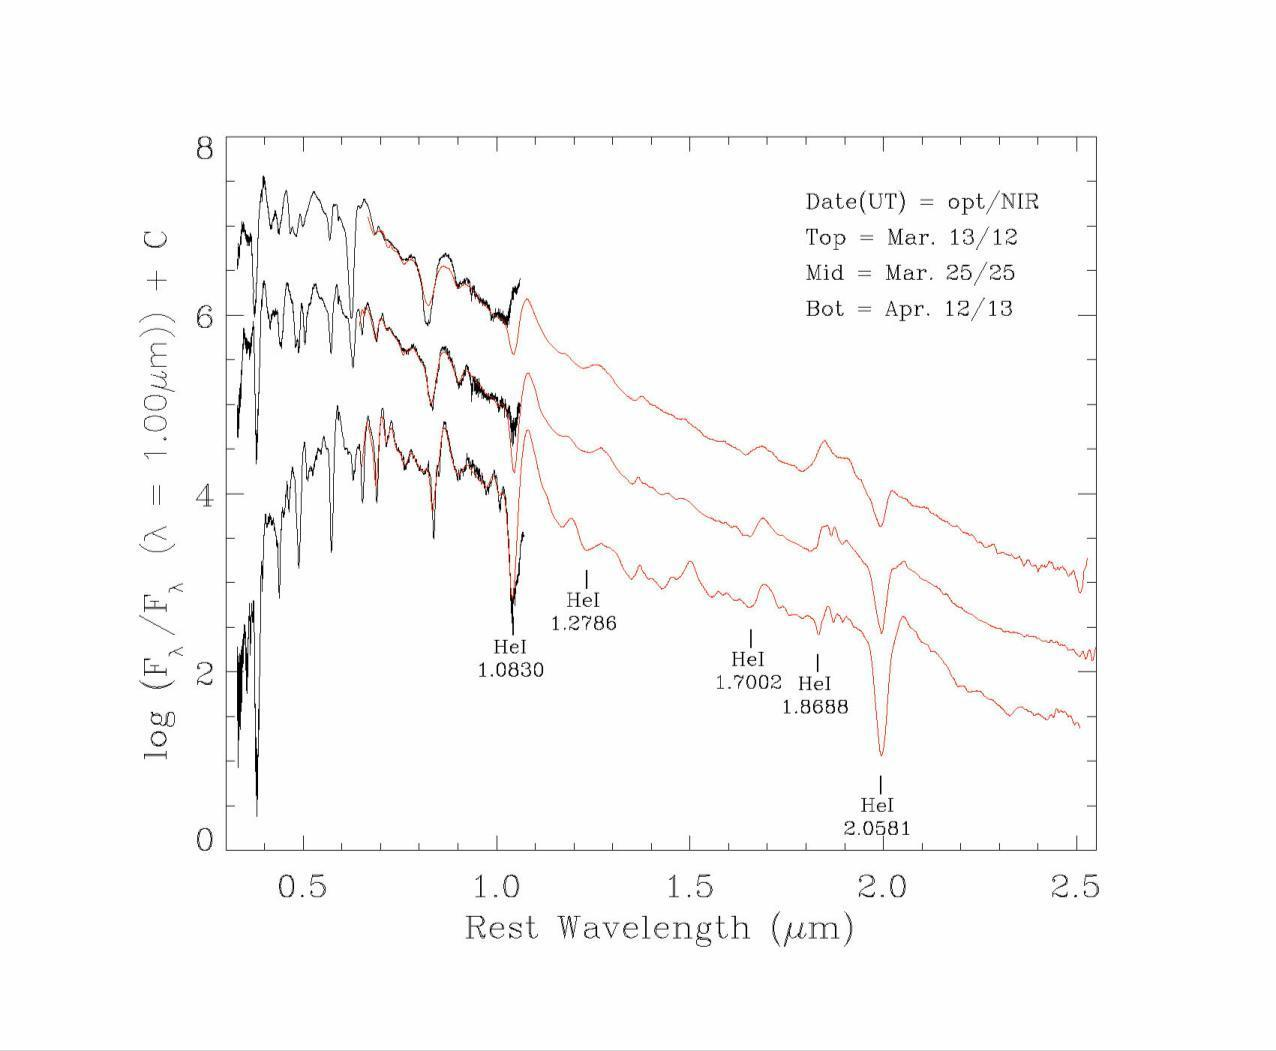 Date(UT) = opt/NIR
Top = Mar. 13/12
Mid = Mar. 25/25
Bot = Apr. 12/13
8
6
4
2
0
log (Fλ/Fλ (λ = 1.00μm)) + C
HeI
1.2786
HeI
1.0830
HeI
1.7002
HeI
1.8688
HeI
2.0581
0.5 1.0 1.5 2.0 2.5
Rest Wavelength (μm)